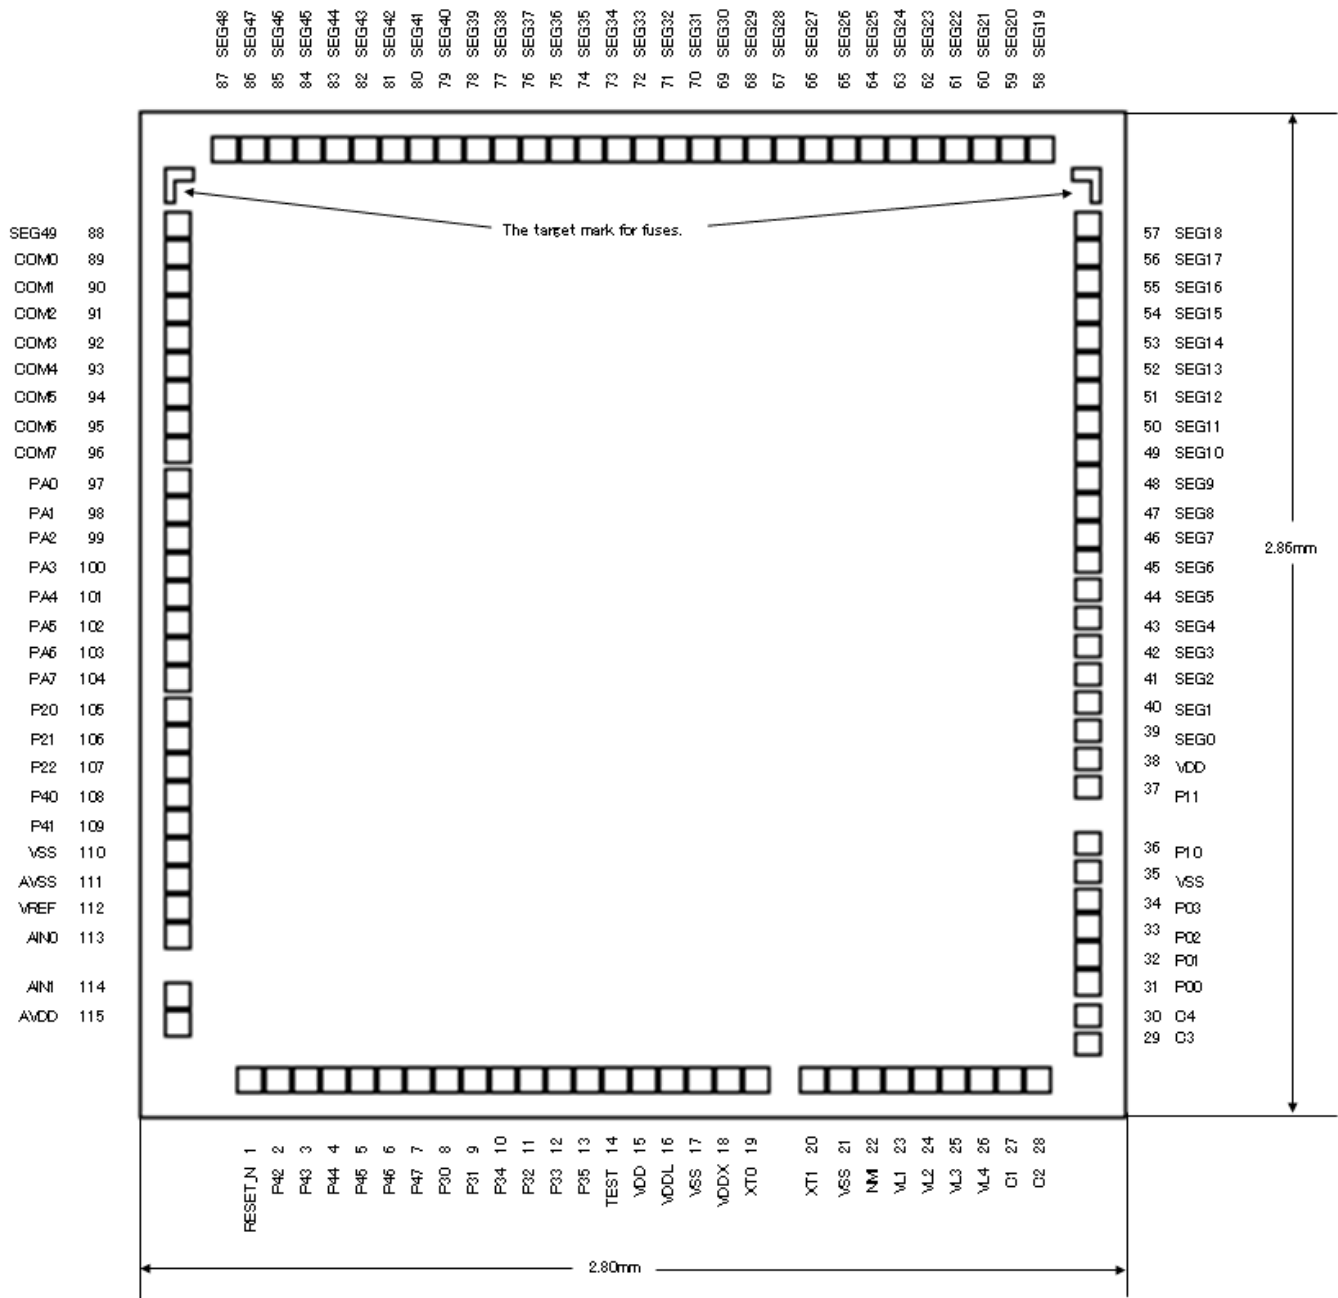 87 SEG48
86 SEG47
85 SEG46
84 SEG45
83 SEG44
82 SEG43
81 SEG42
80 SEG41
79 SEG40
78 SEG39
77 SEG38
76 SEG37
75 SEG36
74 SEG35
73 SEG34
72 SEG33
71 SEG32
70 SEG31
69 SEG30
68 SEG29
67 SEG28
66 SEG27
65 SEG26
64 SEG25
63 SEG24
62 SEG23
61 SEG22
60 SEG21
59 SEG20
58 SEG19
The target mark for fuses.
SEG49 88
COM0 89
COM1 90
COM2 91
COM3 92
COM4 93
COM5 94
COM6 95
COM7 96
PA0 97
PA1 98
PA2 99
PA3 100
PA4 101
PA5 102
PA6 103
PA7 104
P20 105
P21 106
P22 107
P40 108
P41 109
VSS 110
AVSS 111
VREF 112
AIN0 113
AIN1 114
AVDD 115
57 SEG18
56 SEG17
55 SEG16
54 SEG15
53 SEG14
52 SEG13
51 SEG12
50 SEG11
49 SEG10
48 SEG9
47 SEG8
46 SEG7
45 SEG6
44 SEG5
43 SEG4
42 SEG3
41 SEG2
40 SEG1
39 SEG0
38 VDD
37 P11
36 P10
35 VSS
34 P03
33 P02
32 P01
31 P00
30 C4
29 C3
2.86mm
RESET_N 1
P42 2
P43 3
P44 4
P45 5
P46 6
P47 7
P30 8
P31 9
P34 10
P32 11
P33 12
P35 13
TEST 14
VDD 15
VDDL 16
VSS 17
VDDX 18
XT0 19
XT1 20
VSS 21
NMI 22
VL1 23
VL2 24
VL3 25
VL4 26
C1 27
C2 28
2.80mm